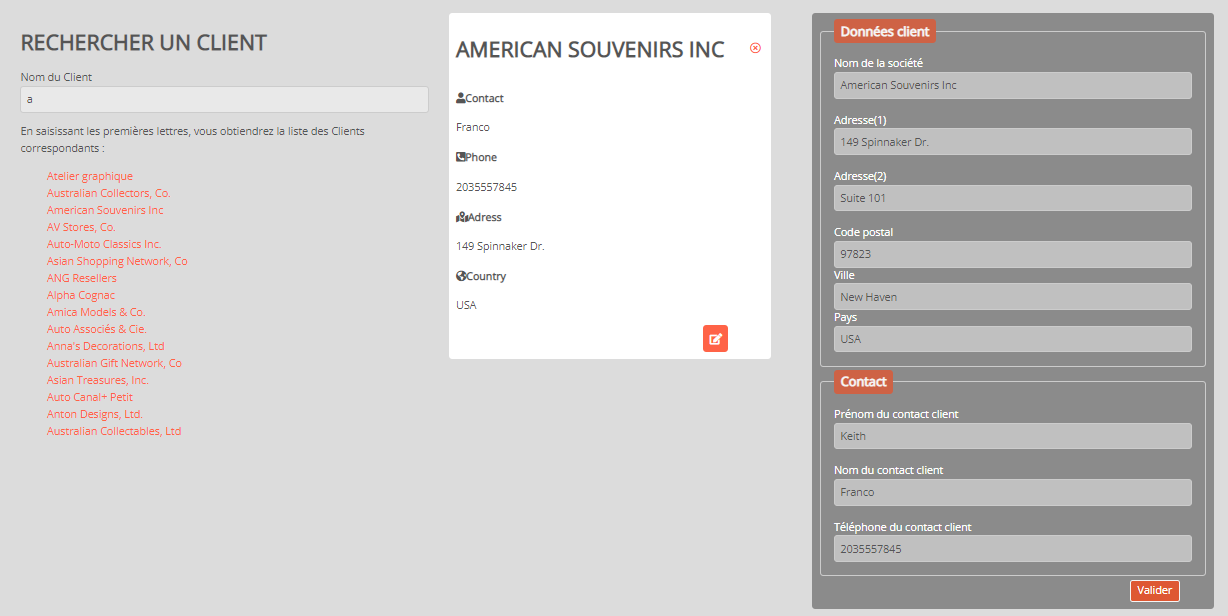 RECHERCHER UN CLIENT
Nom du Client
a
En saisissant les premières lettres, vous obtiendrez la liste des Clients
correspondants :
Atelier graphique
Australian Collectors, Co.
American Souvenirs Inc
AV Stores, Co.
Auto-Moto Classics Inc.
Asian Shopping Network, Co
ANG Resellers
Alpha Cognac
Amica Models & Co.
Auto Associés & Cie.
Anna's Decorations, Ltd
Australian Gift Network, Co
Asian Treasures, Inc.
Auto Canal+ Petit
Anton Designs, Ltd.
Australian Collectables, Ltd
AMERICAN SOUVENIRS INC
Contact
Franco
Phone
2035557845
Adress
149 Spinnaker Dr.
Country
USA
Données client
Nom de la société
American Souvenirs Inc
Adresse(1)
149 Spinnaker Dr.
Adresse(2)
Suite 101
Code postal
97823
Ville
New Haven
Pays
USA
Contact
Prénom du contact client
Keith
Nom du contact client
Franco
Téléphone du contact client
2035557845
Valider